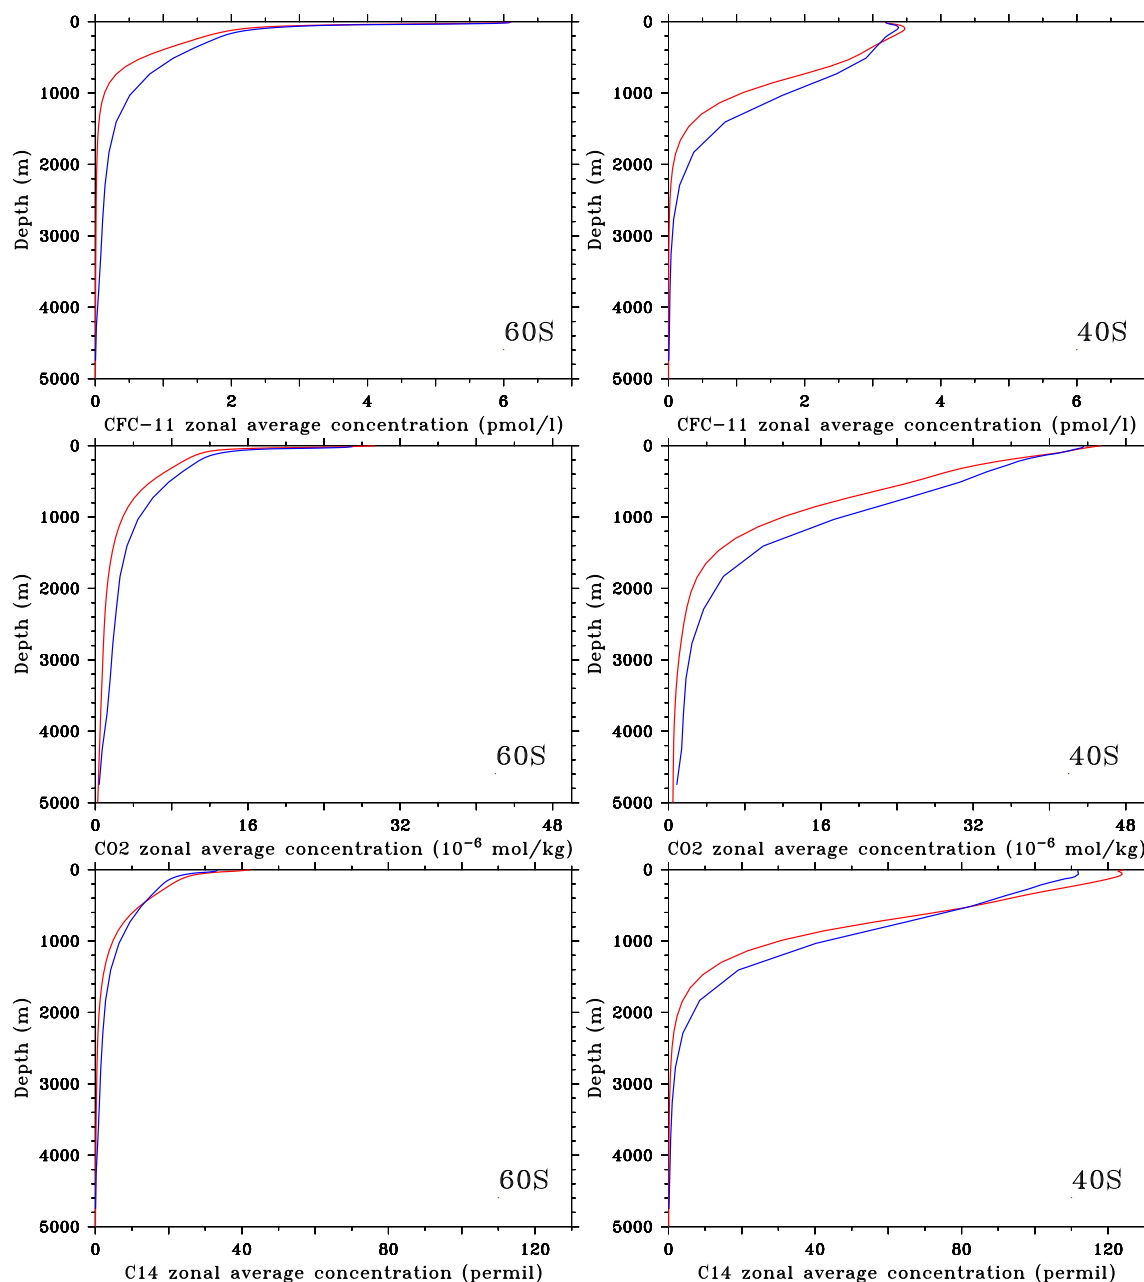 0
1000
2000
3000
4000
5000
Depth (m)
60S
0 2 4 6
CFC-11 zonal average concentration (pmol/l)
0
1000
2000
3000
4000
5000
Depth (m)
40S
0 2 4 6
CFC-11 zonal average concentration (pmol/l)
0
1000
2000
3000
4000
5000
Depth (m)
60S
0 16 32 48
CO2 zonal average concentration (10⁻⁶ mol/kg)
0
1000
2000
3000
4000
5000
Depth (m)
40S
0 16 32 48
CO2 zonal average concentration (10⁻⁶ mol/kg)
0
1000
2000
3000
4000
5000
Depth (m)
60S
0 40 80 120
C14 zonal average concentration (permil)
0
1000
2000
3000
4000
5000
Depth (m)
40S
0 40 80 120
C14 zonal average concentration (permil)